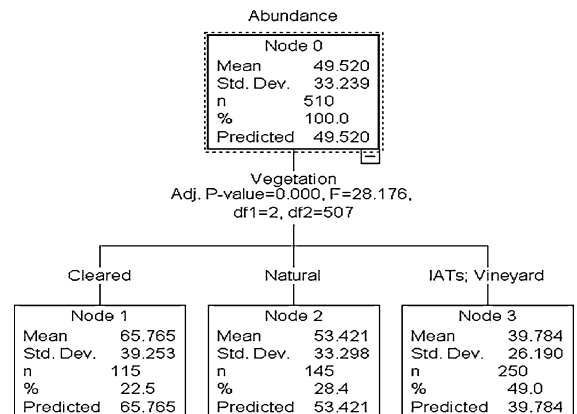 Abundance
Node 0
Mean 49.520
Std. Dev. 33.239
n 510
% 100.0
Predicted 49.520
Vegetation
Adj. P-value=0.000, F=28.176,
df1=2, df2=507
Cleared
Node 1
Mean 65.765
Std. Dev. 39.253
n 115
% 22.5
Predicted 65.765
Natural
Node 2
Mean 53.421
Std. Dev. 33.298
n 145
% 28.4
Predicted 53.421
IATs; Vineyard
Node 3
Mean 39.784
Std. Dev. 26.190
n 250
% 49.0
Predicted 39.784